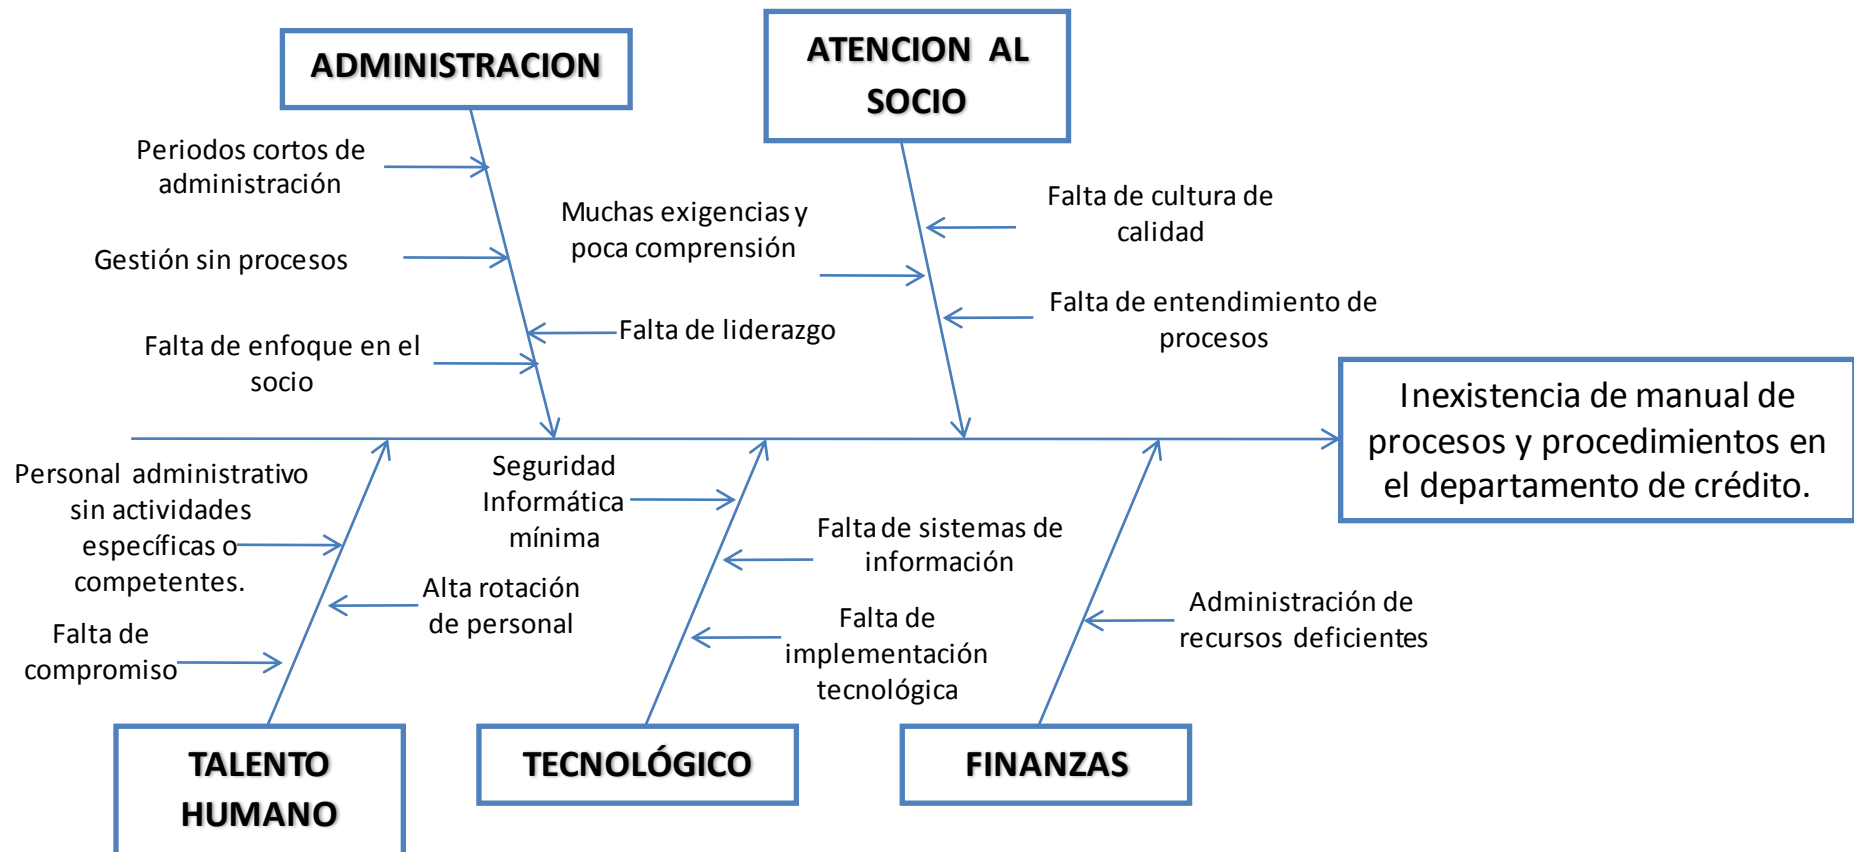 ADMINISTRACION
ATENCION AL
SOCIO
Periodos cortos de
administración
Gestión sin procesos
Falta de enfoque en el
socio
Falta de liderazgo
Muchas exigencias y
poca comprensión
Falta de cultura de
calidad
Falta de entendimiento de
procesos
Inexistencia de manual de
procesos y procedimientos en
el departamento de crédito.
Personal administrativo
sin actividades
específicas o
competentes.
Falta de
compromiso
Alta rotación
de personal
Seguridad
Informática
mínima
Falta de sistemas de
información
Falta de
implementación
tecnológica
Administración de
recursos deficientes
TALENTO
HUMANO
TECNOLÓGICO
FINANZAS